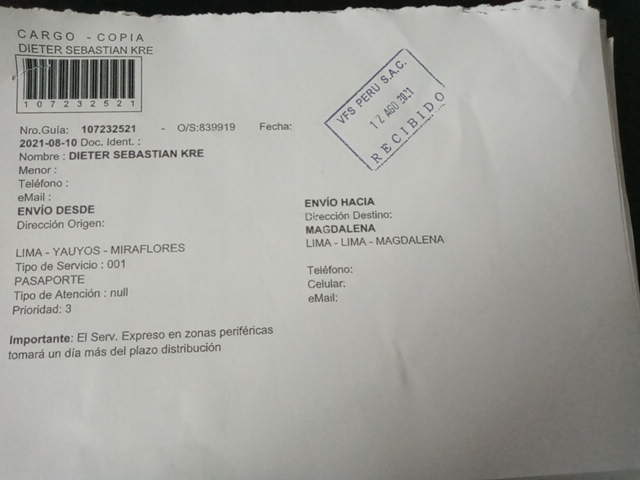 CARGO - COPIA
DIETER SEBASTIAN KRE
107232521
Nro.Guía: 107232521 - O/S:839919 Fecha:
2021-08-10 Doc. Ident. :
Nombre : DIETER SEBASTIAN KRE
Menor :
Teléfono :
eMail :
ENVÍO DESDE
Dirección Origen:
LIMA - YAUYOS - MIRAFLORES
Tipo de Servicio : 001
PASAPORTE
Tipo de Atención : null
Prioridad: 3
Importante: El Serv. Expreso en zonas periféricas
tomará un día más del plazo distribución
VFS PERU S.A.C.
12 AGO 2021
RECIBIDO
ENVÍO HACIA
Dirección Destino:
MAGDALENA
LIMA - LIMA - MAGDALENA
Teléfono:
Celular:
eMail: